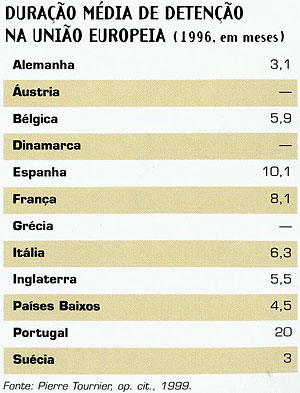 DURAÇÃO MÉDIA DE DETENÇÃO
NA UNIÃO EUROPEIA (1996, em meses)
Alemanha 3,1
Áustria —
Bélgica 5,9
Dinamarca —
Espanha 10,1
França 8,1
Grécia —
Itália 6,3
Inglaterra 5,5
Países Baixos 4,5
Portugal 20
Suécia 3
Fonte: Pierre Tournier, op. cit., 1999.